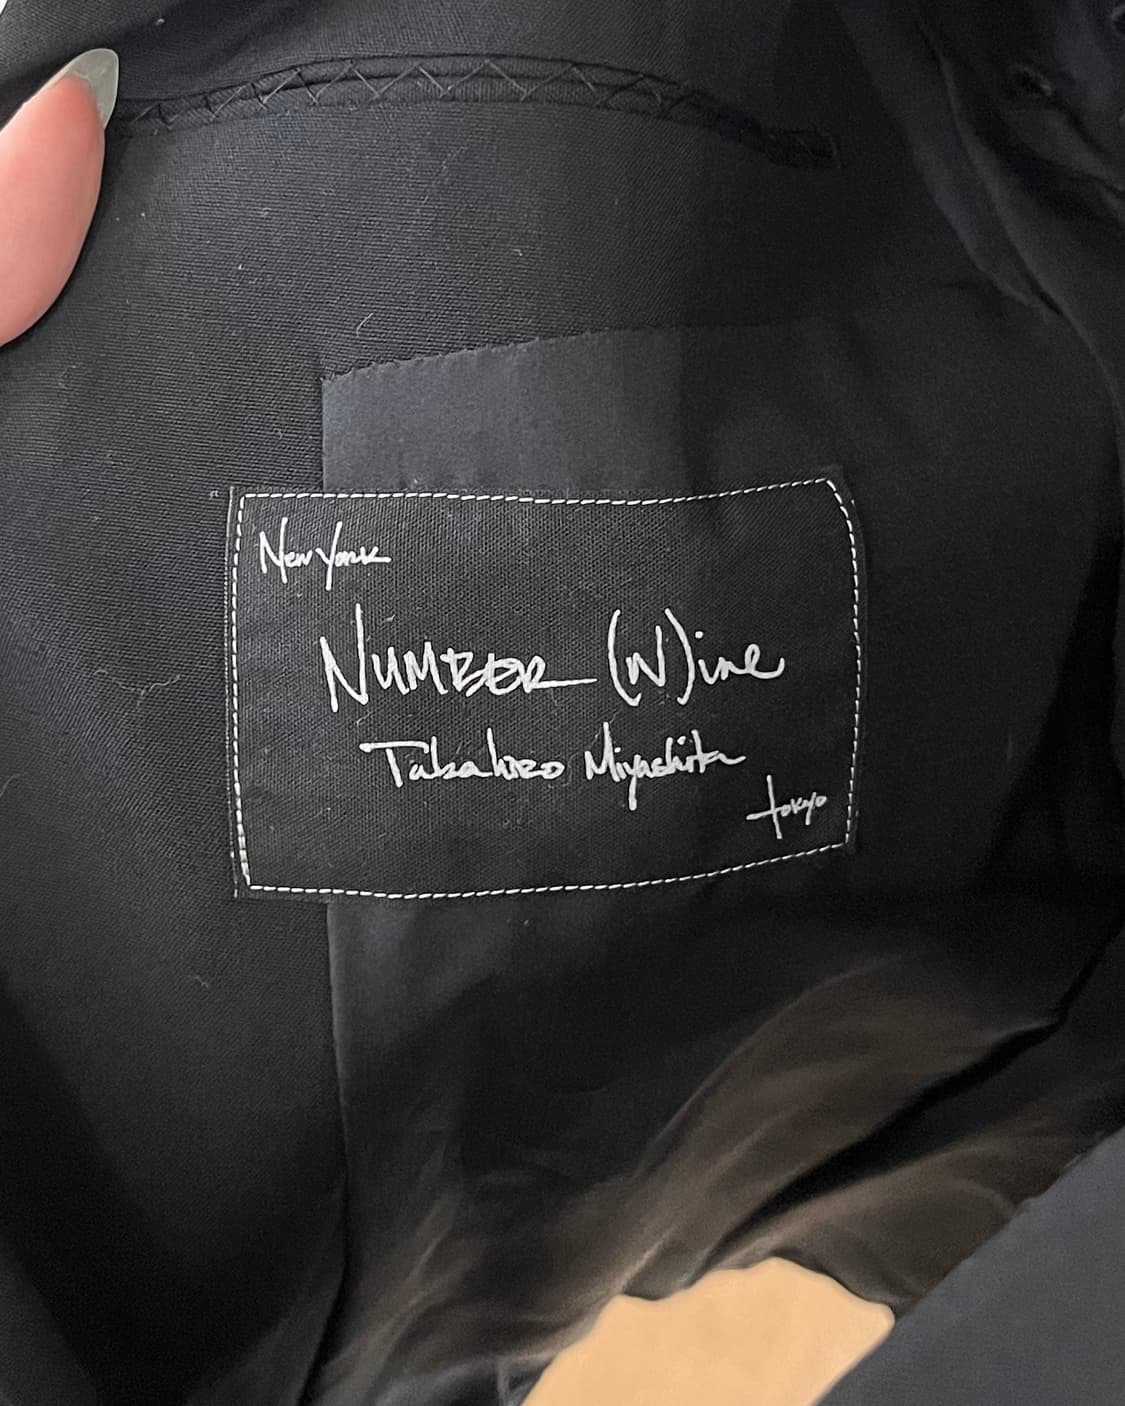 New York
NUMBER (N)ine
Takahiro Miyashita
tokyo